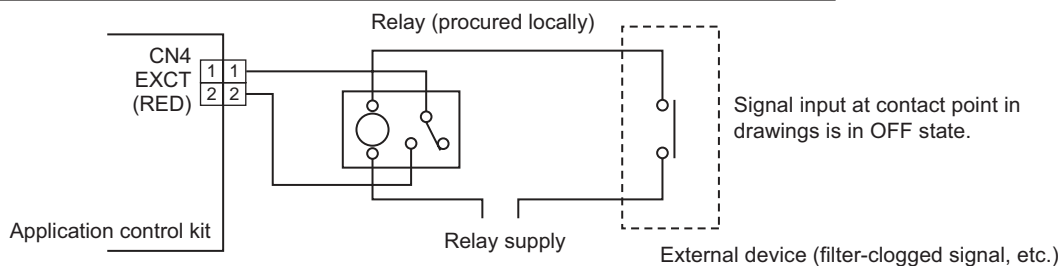 Relay (procured locally)
CN4
EXCT
(RED)
1 1
2 2
Signal input at contact point in
drawings is in OFF state.
Application control kit
Relay supply
External device (filter-clogged signal, etc.)